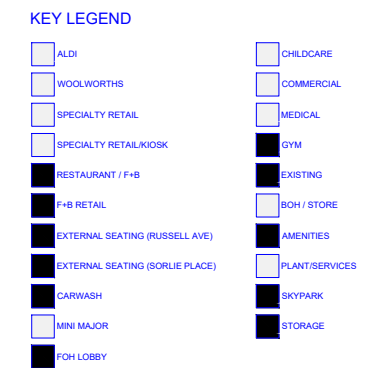 KEY LEGEND
ALDI
WOOLWORTHS
SPECIALTY RETAIL
SPECIALTY RETAIL/KIOSK
RESTAURANT / F+B
F+B RETAIL
EXTERNAL SEATING (RUSSELL AVE)
EXTERNAL SEATING (SORLIE PLACE)
CARWASH
MINI MAJOR
FOH LOBBY
CHILDCARE
COMMERCIAL
MEDICAL
GYM
EXISTING
BOH / STORE
AMENITIES
PLANT/SERVICES
SKYPARK
STORAGE